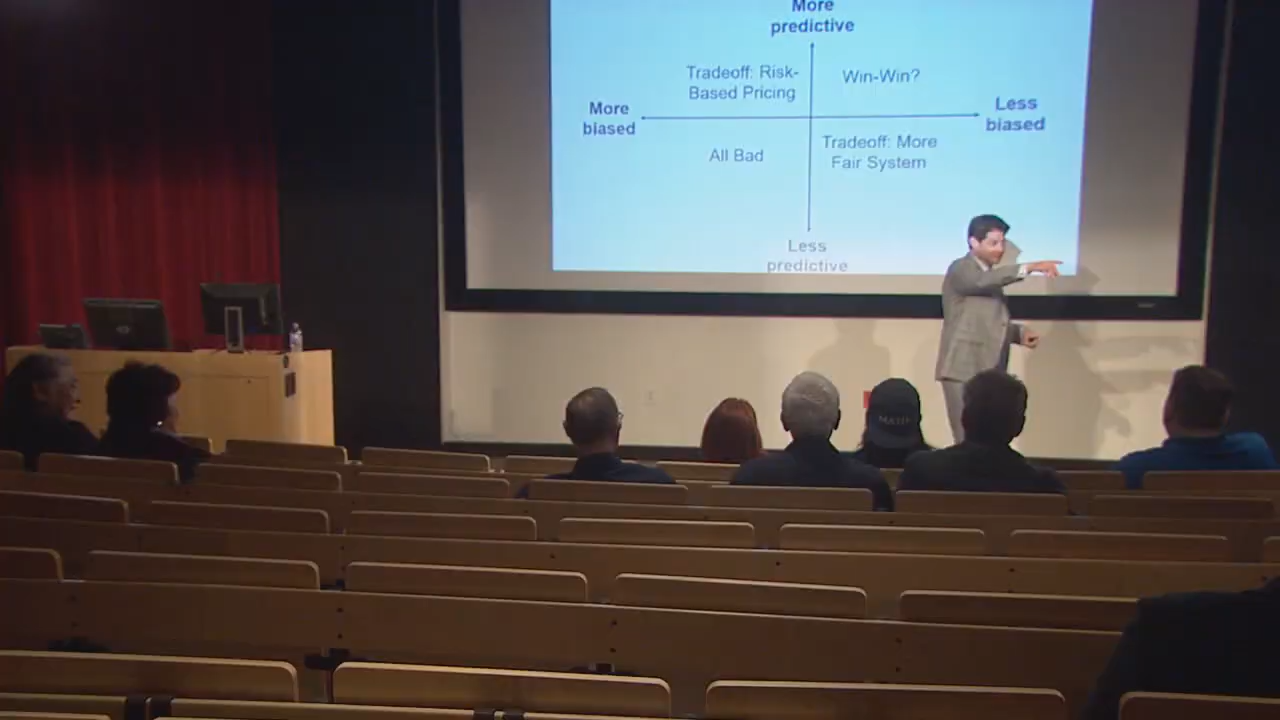 More
predictive
Tradeoff: Risk-
Based Pricing
Win-Win?
More
biased
Less
biased
All Bad
Tradeoff: More
Fair System
Less
predictive